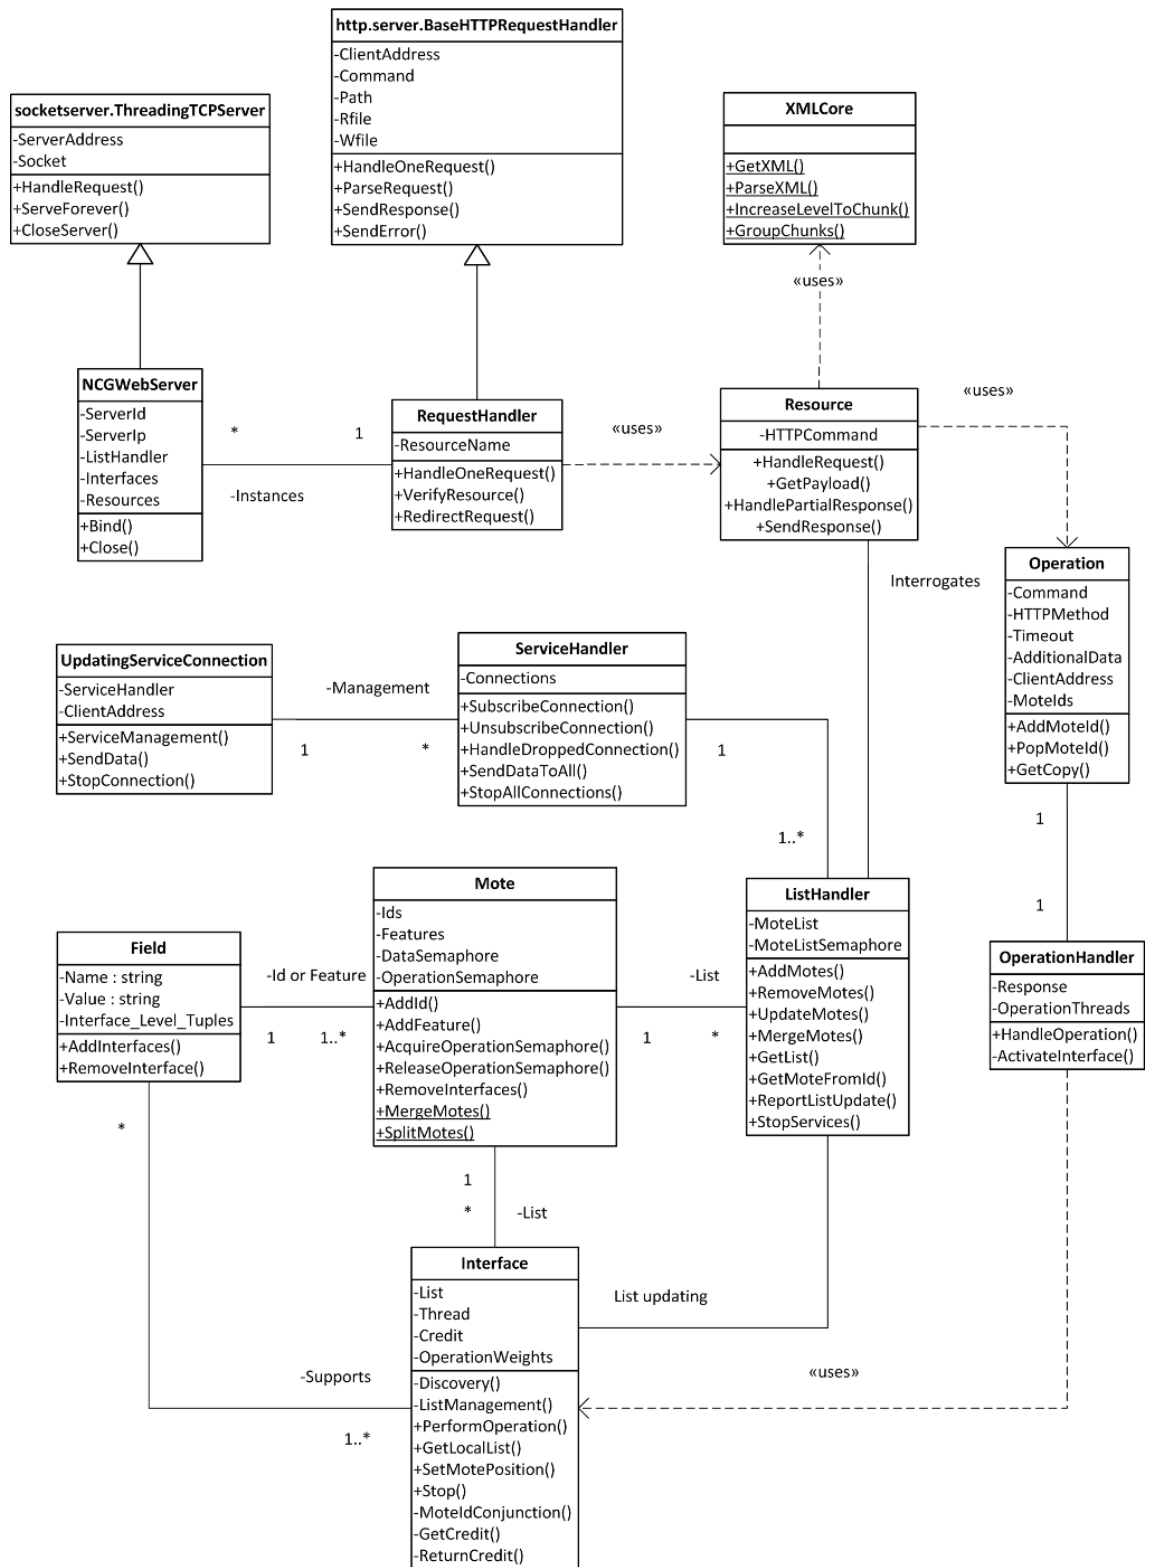 http.server.BaseHTTPRequestHandler
-ClientAddress
-Command
-Path
-Rfile
-Wfile
+HandleOneRequest()
+ParseRequest()
+SendResponse()
+SendError()
socketserver.ThreadingTCPServer
-ServerAddress
-Socket
+HandleRequest()
+ServeForever()
+CloseServer()
XMLCore
+GetXML()
+ParseXML()
+IncreaseLevelToChunk()
+GroupChunks()
«uses»
NCGWebServer
-ServerId
-ServerIp
-ListHandler
-Interfaces
-Resources
+Bind()
+Close()
*
1
-Instances
RequestHandler
-ResourceName
+HandleOneRequest()
+VerifyResource()
+RedirectRequest()
«uses»
Resource
-HTTPCommand
+HandleRequest()
+GetPayload()
+HandlePartialResponse()
+SendResponse()
«uses»
Interrogates
Operation
-Command
-HTTPMethod
-Timeout
-AdditionalData
-ClientAddress
-MoteIds
+AddMoteId()
+PopMoteId()
+GetCopy()
UpdatingServiceConnection
-ServiceHandler
-ClientAddress
+ServiceManagement()
+SendData()
+StopConnection()
-Management
1
*
ServiceHandler
-Connections
+SubscribeConnection()
+UnsubscribeConnection()
+HandleDroppedConnection()
+SendDataToAll()
+StopAllConnections()
1
1..*
1
1
Field
-Name : string
-Value : string
-Interface_Level_Tuples
+AddInterfaces()
+RemoveInterface()
-Id or Feature
1
1..*
Mote
-Ids
-Features
-DataSemaphore
-OperationSemaphore
+AddId()
+AddFeature()
+AcquireOperationSemaphore()
+ReleaseOperationSemaphore()
+RemoveInterfaces()
+MergeMotes()
+SplitMotes()
-List
1
*
ListHandler
-MoteList
-MoteListSemaphore
+AddMotes()
+RemoveMotes()
+UpdateMotes()
+MergeMotes()
+GetList()
+GetMoteFromId()
+ReportListUpdate()
+StopServices()
OperationHandler
-Response
-OperationThreads
+HandleOperation()
-ActivateInterface()
*
1
*
-List
Interface
-List
-Thread
-Credit
-OperationWeights
-Discovery()
-ListManagement()
+PerformOperation()
+GetLocalList()
+SetMotePosition()
+Stop()
-MoteIdConjunction()
-GetCredit()
-ReturnCredit()
List updating
-Supports
1..*
«uses»